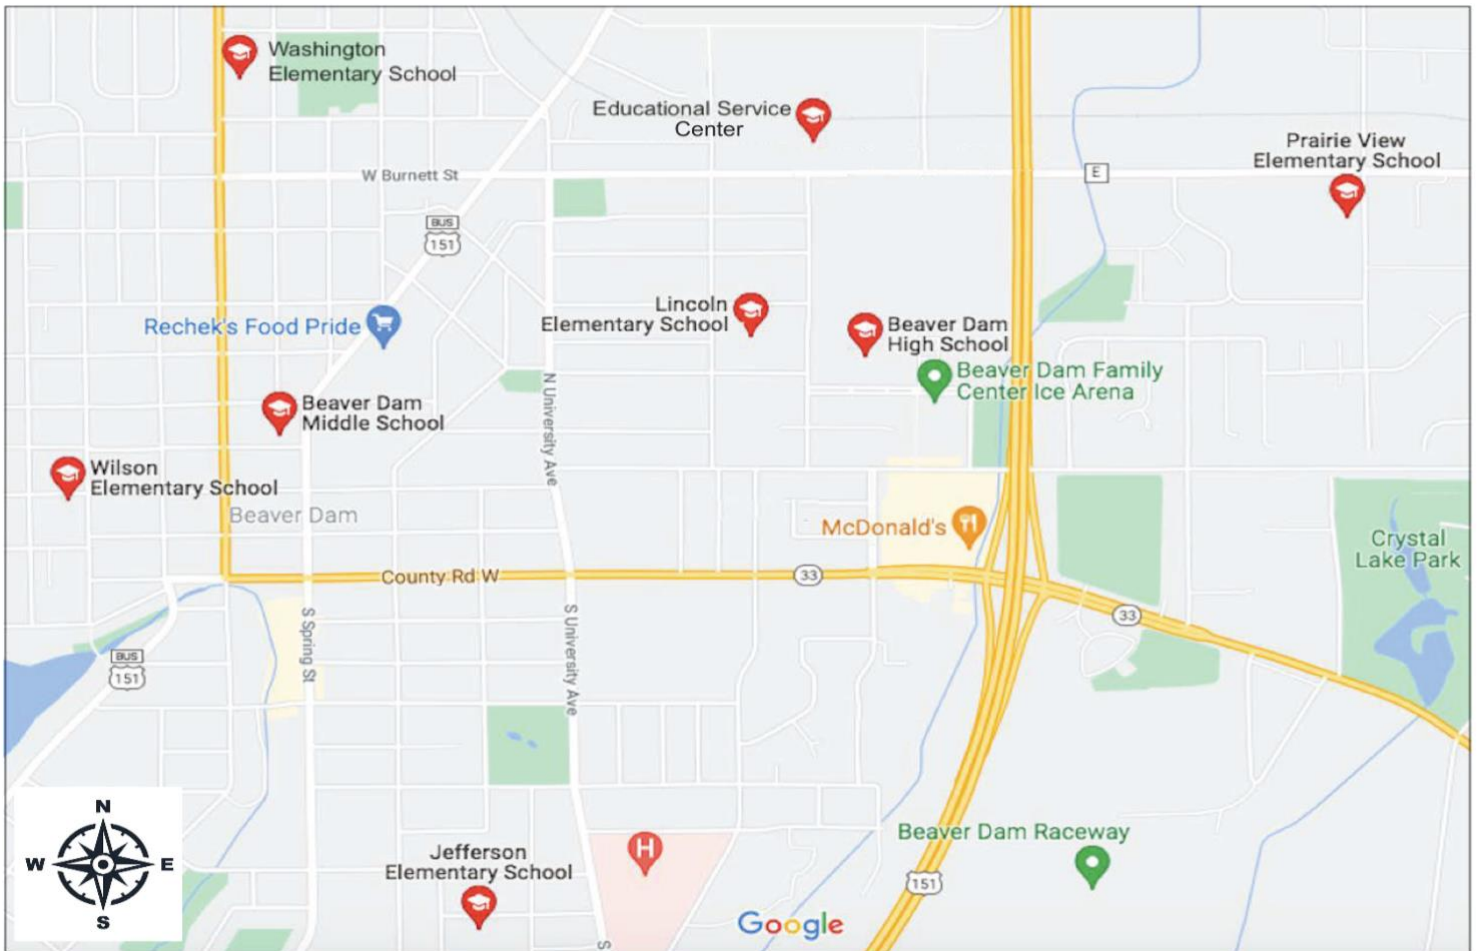 Washington
Elementary School
Educational Service
Center
Prairie View
Elementary School
W Burnett St
E
BUS
151
Rechek's Food Pride
Lincoln
Elementary School
Beaver Dam
High School
Beaver Dam Family
Center Ice Arena
N University Ave
Beaver Dam
Middle School
Wilson
Elementary School
Beaver Dam
McDonald's
Crystal
Lake Park
County Rd W
33
33
S Spring St
S University Ave
BUS
151
N
W
E
S
Jefferson
Elementary School
H
Beaver Dam Raceway
151
Google
S